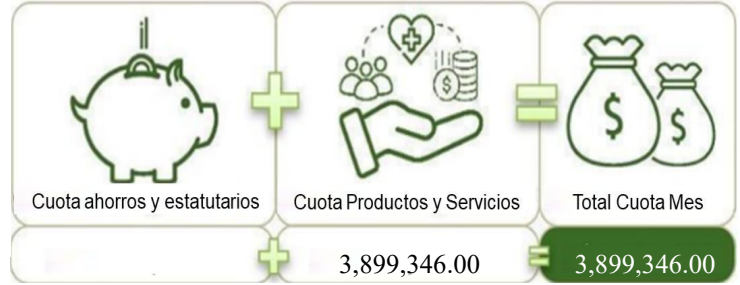 $
$ $
Cuota ahorros y estatutarios Cuota Productos y Servicios Total Cuota Mes
3,899,346.00 3,899,346.00